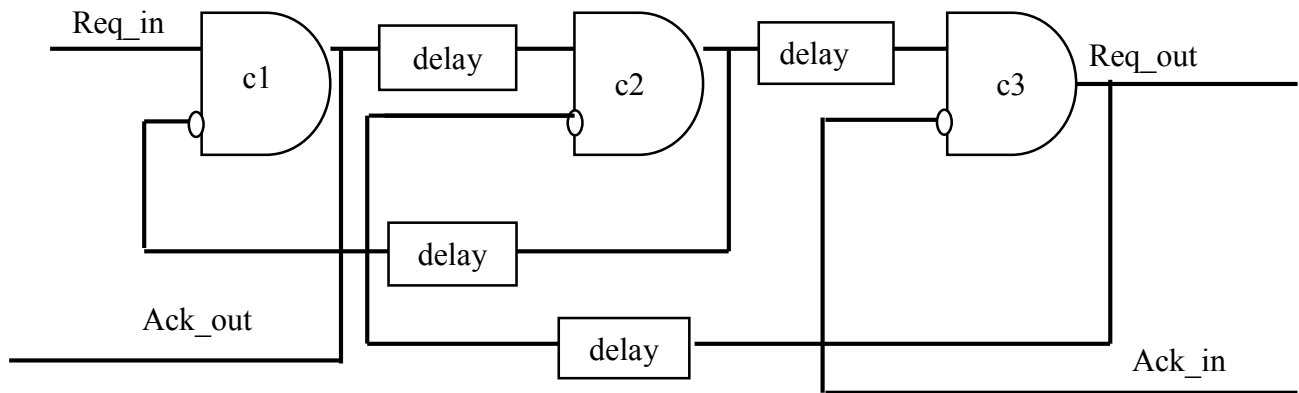 Req_in
c1
delay
c2
delay
c3
Req_out
delay
Ack_out
delay
Ack_in